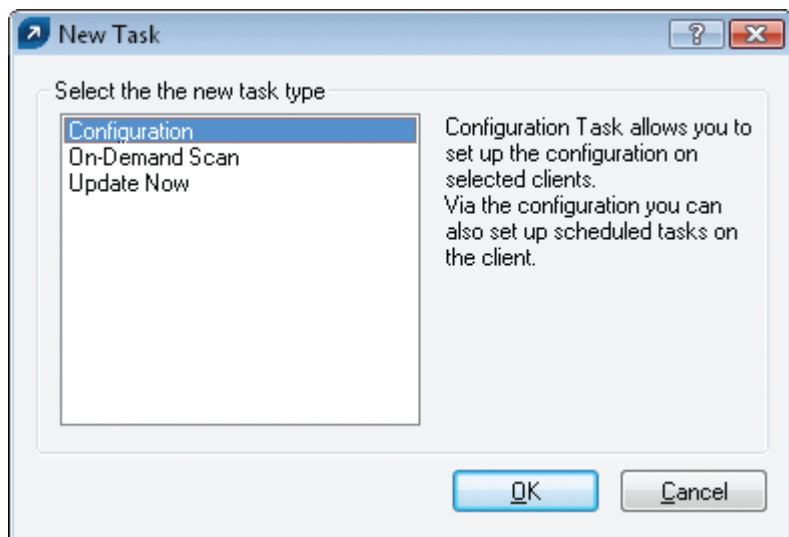 New Task
Select the the new task type
Configuration
On-Demand Scan
Update Now
Configuration Task allows you to
set up the configuration on
selected clients.
Via the configuration you can
also set up scheduled tasks on
the client.
OK
Cancel